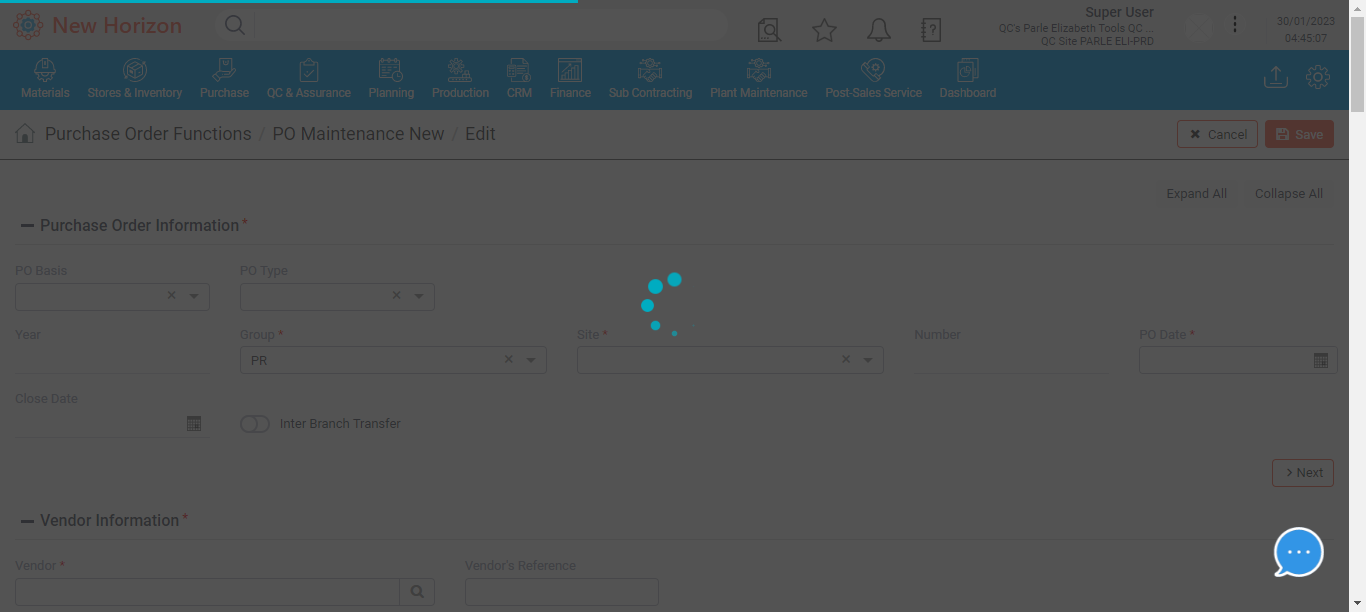 New Horizon
Super User
QC's Parle Elizabeth Tools QC ...
QC Site PARLE ELI-PRD
30/01/2023
04:45:07
Materials
Stores & Inventory
Purchase
QC & Assurance
Planning
Production
CRM
Finance
Sub Contracting
Plant Maintenance
Post-Sales Service
Dashboard
Purchase Order Functions / PO Maintenance New / Edit
Cancel
Save
Expand All
Collapse All
Purchase Order Information *
PO Basis
PO Type
Year
Group *
Site *
Number
PO Date *
PR
Close Date
Inter Branch Transfer
Next
Vendor Information *
Vendor *
Vendor's Reference